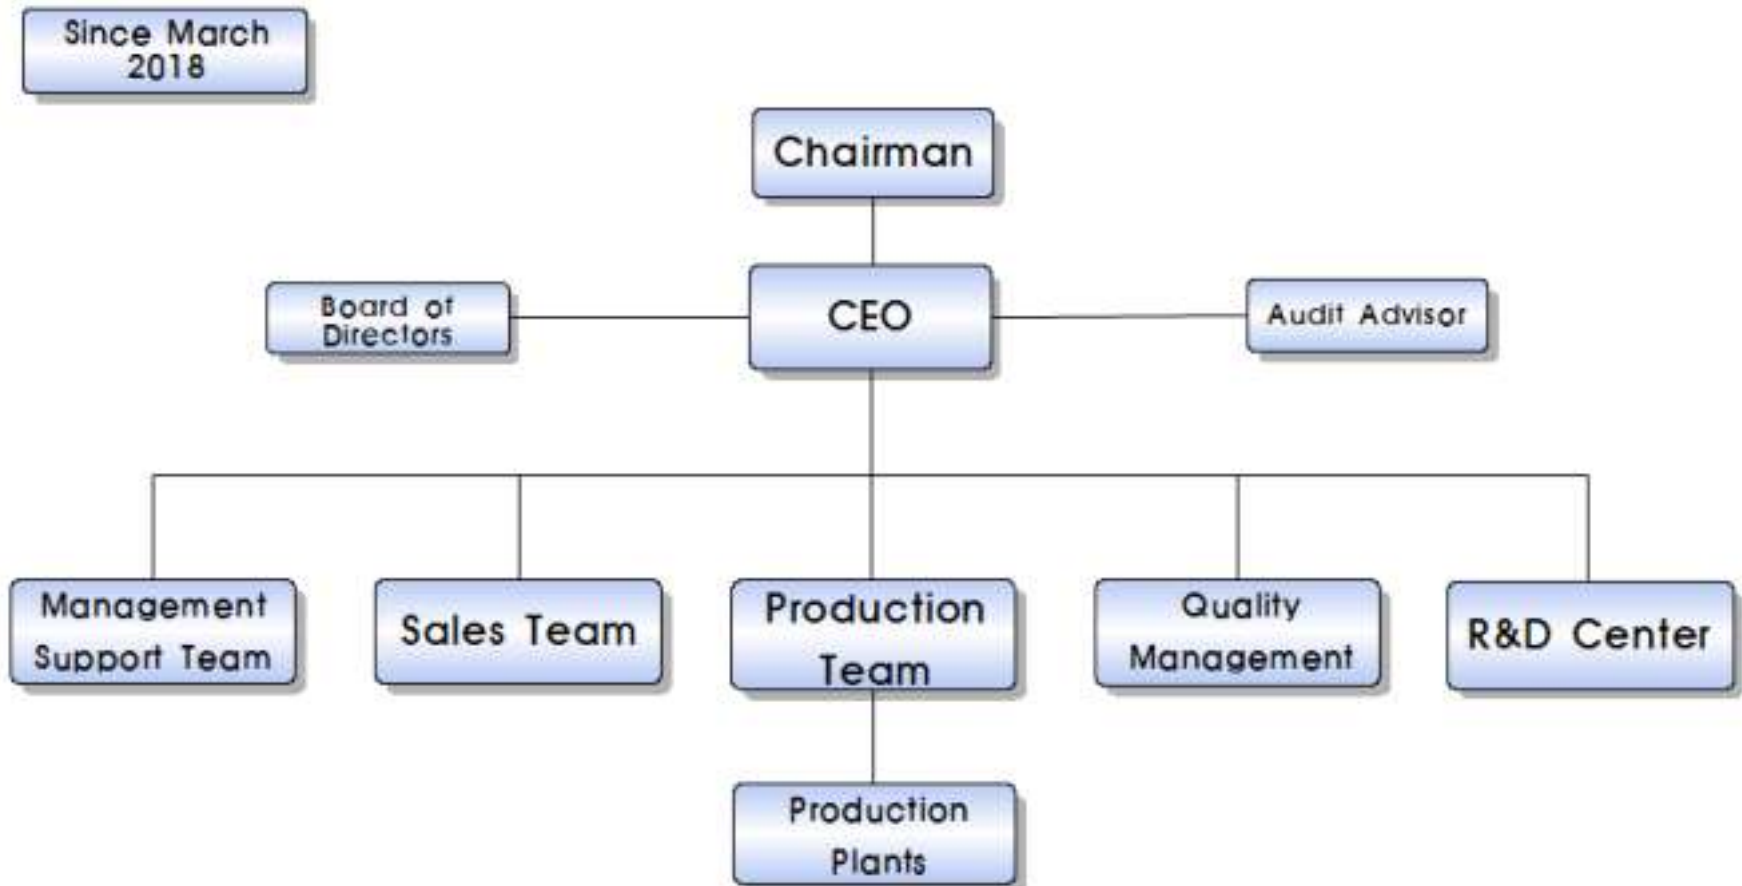 Since March
2018
Chairman
Board of
Directors
CEO
Audit Advisor
Management
Support Team
Sales Team
Production
Team
Quality
Management
R&D Center
Production
Plants